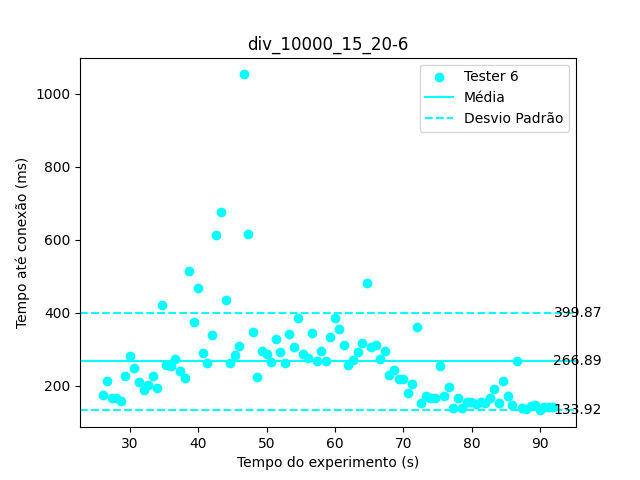 div_10000_15_20-6
Tester 6
Média
Desvio Padrão
1000
800
600
400
200
399.87
266.89
133.92
Tempo até conexão (ms)
30 40 50 60 70 80 90
Tempo do experimento (s)